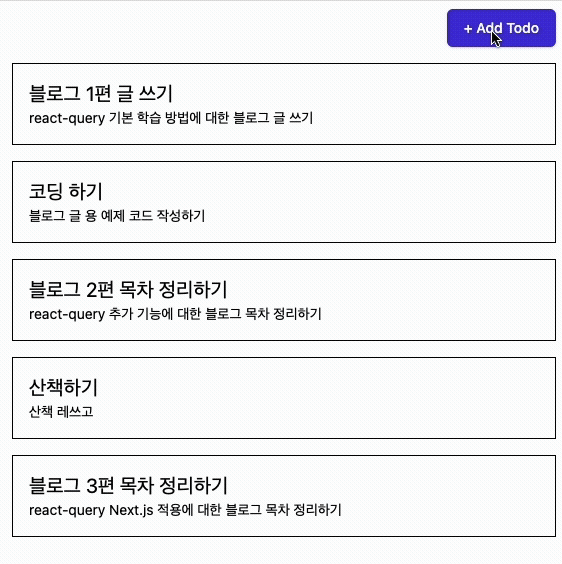 + Add Todo
블로그 1편 글 쓰기
react-query 기본 학습 방법에 대한 블로그 글 쓰기
코딩 하기
블로그 글 용 예제 코드 작성하기
블로그 2편 목차 정리하기
react-query 추가 기능에 대한 블로그 목차 정리하기
산책하기
산책 레쓰고
블로그 3편 목차 정리하기
react-query Next.js 적용에 대한 블로그 목차 정리하기